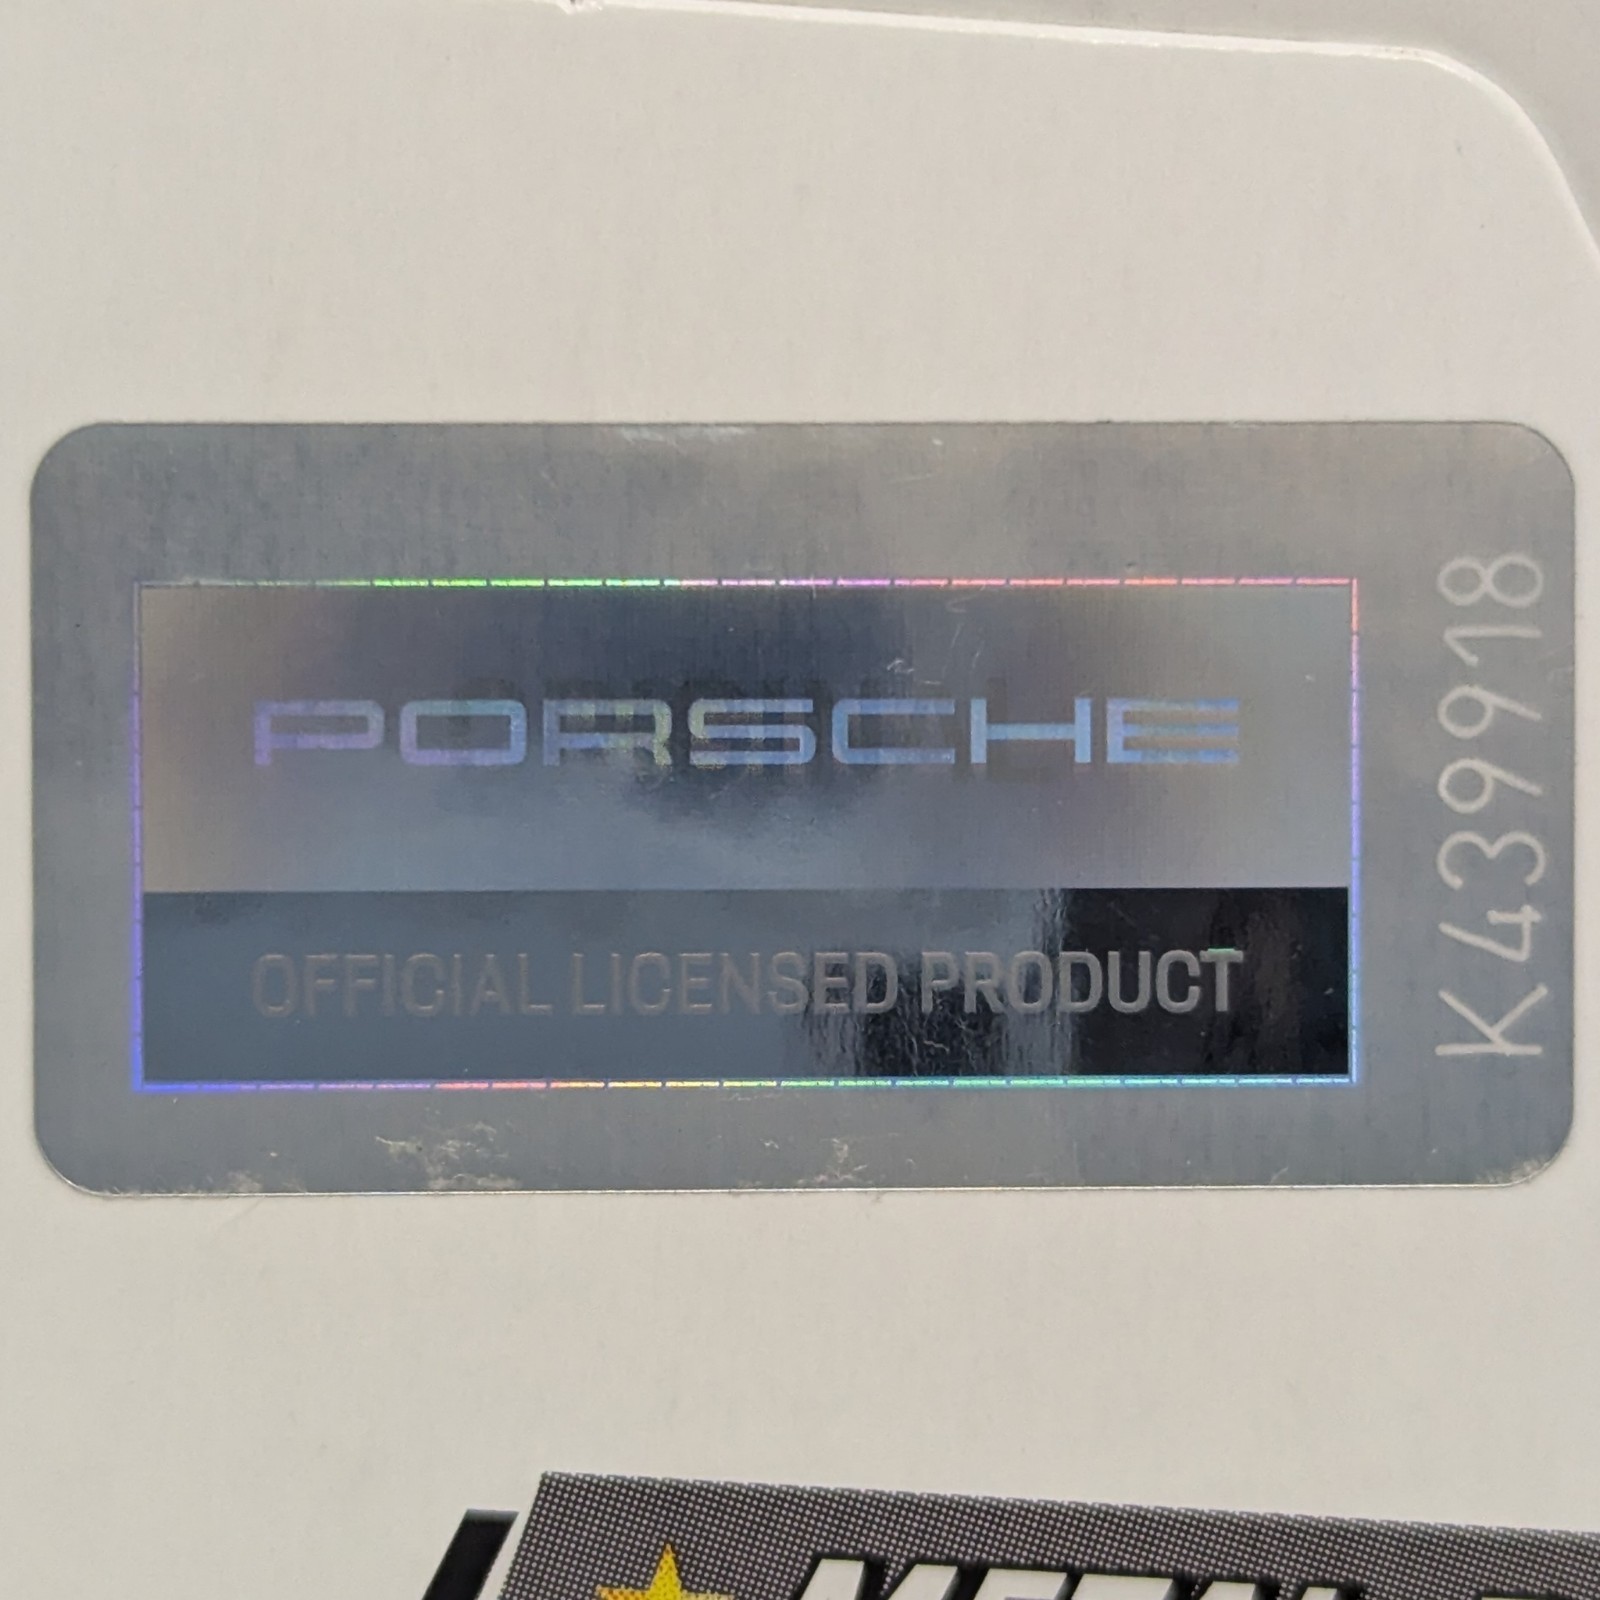 PORSCHE
OFFICIAL LICENSED PRODUCT
K439918